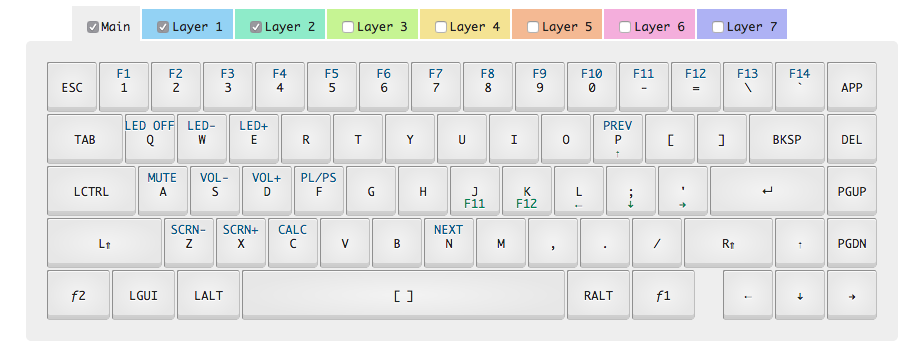 Main Layer 1 Layer 2 Layer 3 Layer 4 Layer 5 Layer 6 Layer 7
F1 F2 F3 F4 F5 F6 F7 F8 F9 F10 F11 F12 F13 F14
ESC 1 2 3 4 5 6 7 8 9 0 - = \ ` APP
LED OFF LED- LED+ PREV
TAB Q W E R T Y U I O P [ ] BKSP DEL
↑
MUTE VOL- VOL+ PL/PS
LCTRL A S D F G H J K L ; ' ↵ PGUP
F11 F12 ← ↓ →
SCRN- SCRN+ CALC NEXT
L⇧ Z X C V B N M , . / R⇧ ↑ PGDN
ƒ2 LGUI LALT [ ] RALT ƒ1 ← ↓ →